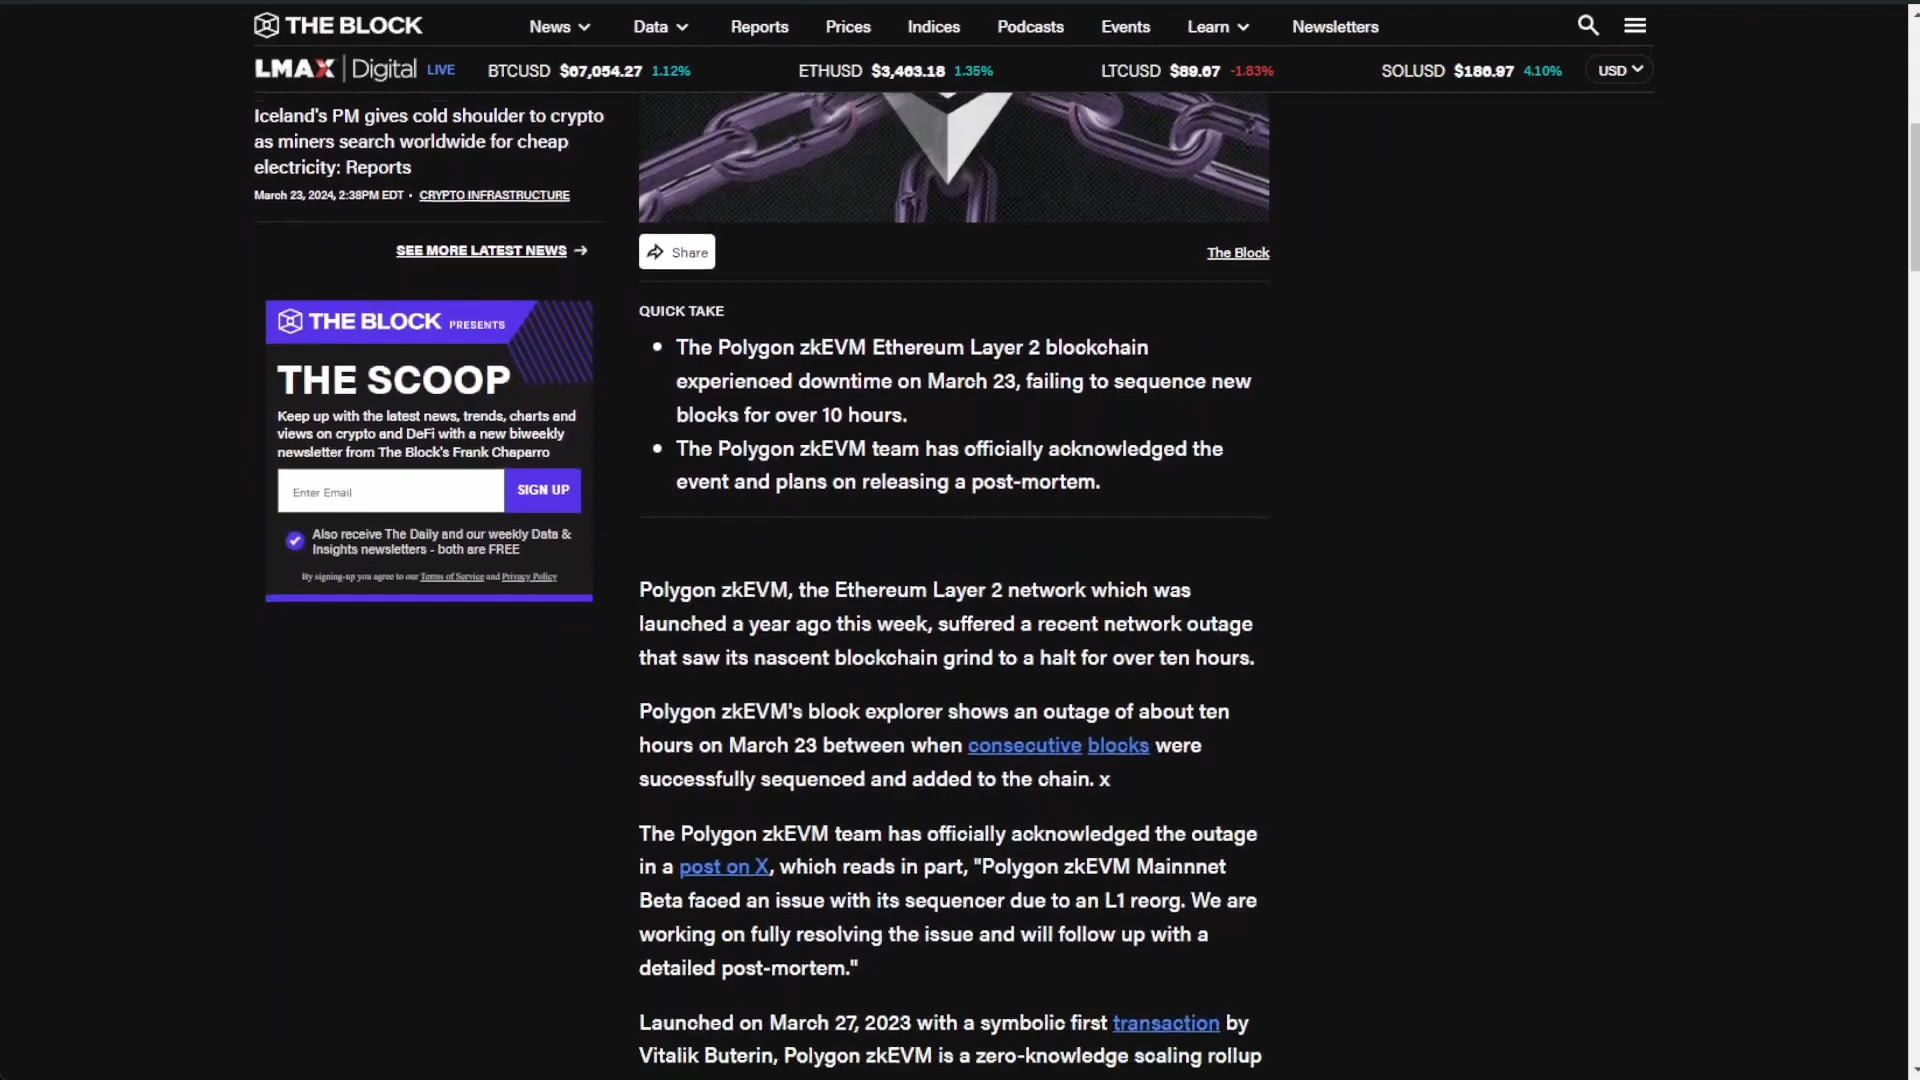 THE BLOCK
News Data Reports Prices Indices Podcasts Events Learn Newsletters
LMAX Digital LIVE BTCUSD $67,054.27 1.12% ETHUSD $3,463.18 1.35% LTCUSD $89.67 -1.83% SOLUSD $186.97 4.10% USD
Iceland's PM gives cold shoulder to crypto
as miners search worldwide for cheap
electricity: Reports
March 23, 2024, 2:38PM EDT · CRYPTO INFRASTRUCTURE
SEE MORE LATEST NEWS →
THE BLOCK PRESENTS
THE SCOOP
Keep up with the latest news, trends, charts and
views on crypto and DeFi with a new biweekly
newsletter from The Block's Frank Chaparro
Enter Email SIGN UP
Also receive The Daily and our weekly Data &
Insights newsletters - both are FREE
By signing-up you agree to our Terms of Service and Privacy Policy
Share The Block
QUICK TAKE
• The Polygon zkEVM Ethereum Layer 2 blockchain
experienced downtime on March 23, failing to sequence new
blocks for over 10 hours.
• The Polygon zkEVM team has officially acknowledged the
event and plans on releasing a post-mortem.
Polygon zkEVM, the Ethereum Layer 2 network which was
launched a year ago this week, suffered a recent network outage
that saw its nascent blockchain grind to a halt for over ten hours.
Polygon zkEVM's block explorer shows an outage of about ten
hours on March 23 between when consecutive blocks were
successfully sequenced and added to the chain. x
The Polygon zkEVM team has officially acknowledged the outage
in a post on X, which reads in part, "Polygon zkEVM Mainnnet
Beta faced an issue with its sequencer due to an L1 reorg. We are
working on fully resolving the issue and will follow up with a
detailed post-mortem."
Launched on March 27, 2023 with a symbolic first transaction by
Vitalik Buterin, Polygon zkEVM is a zero-knowledge scaling rollup